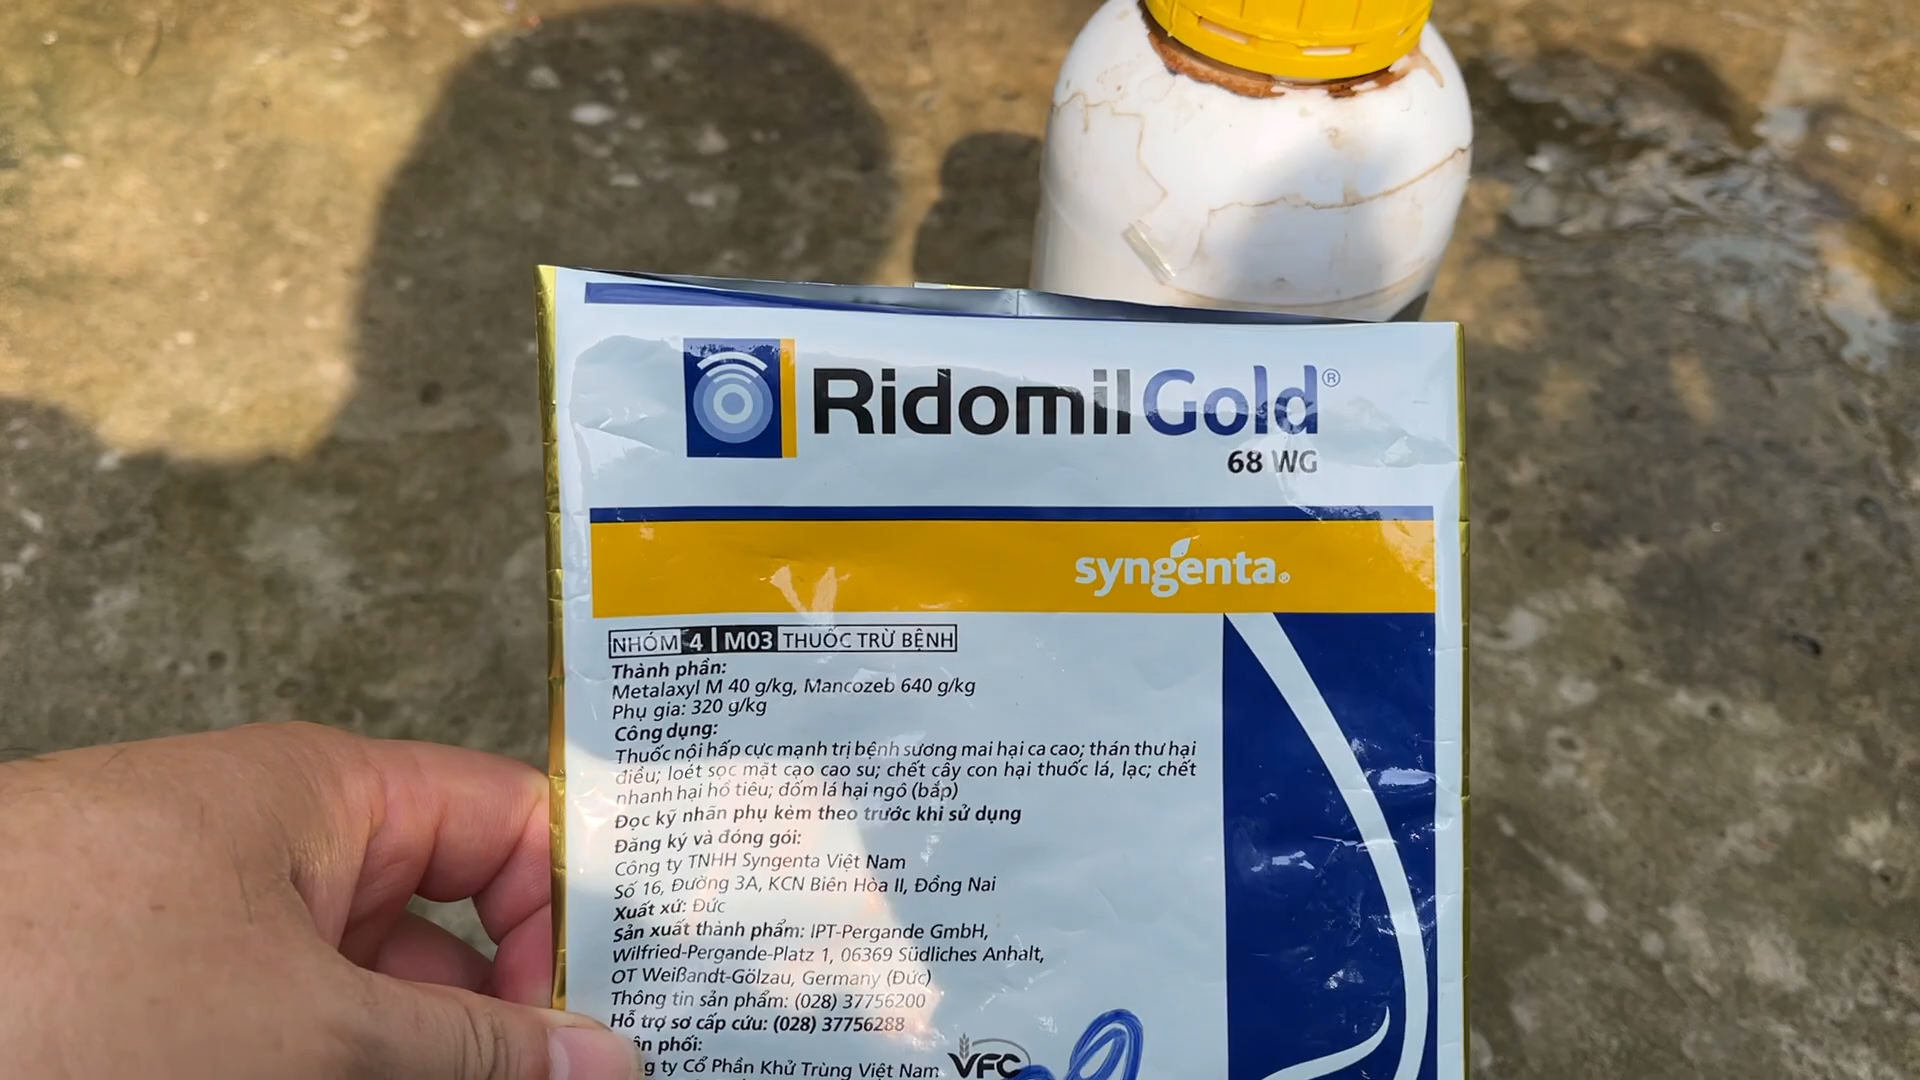 RidomilGold®
68 WG
syngenta®
NHÓM 4 | M03 THUỐC TRỪ BỆNH
Thành phần:
Metalaxyl M 40 g/kg, Mancozeb 640 g/kg
Phụ gia: 320 g/kg
Công dụng:
Thuốc nội hấp cực mạnh trị bệnh sương mai hại ca cao; thán thư hại
điều; loét sọc mặt cạo cao su; chết cây con hại thuốc lá, lạc; chết
nhanh hại hồ tiêu; đốm lá hại ngô (bắp)
Đọc kỹ nhãn phụ kèm theo trước khi sử dụng
Đăng ký và đóng gói:
Công ty TNHH Syngenta Việt Nam
Số 16, Đường 3A, KCN Biên Hòa II, Đồng Nai
Xuất xứ: Đức
Sản xuất thành phẩm: IPT-Pergande GmbH,
Wilfried-Pergande-Platz 1, 06369 Südliches Anhalt,
OT Weißandt-Gölzau, Germany (Đức)
Thông tin sản phẩm: (028) 37756200
Hỗ trợ sơ cấp cứu: (028) 37756288
phối:
ty Cổ Phần Khử Trùng Việt Nam VFC